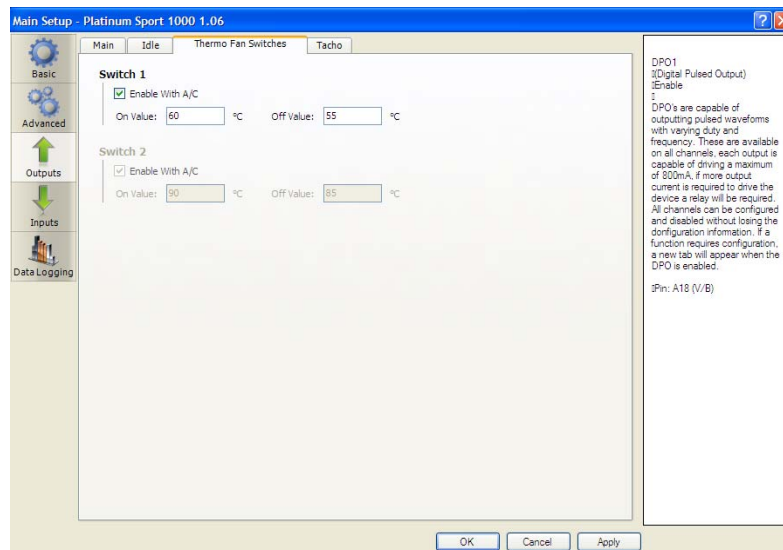 Main Setup - Platinum Sport 1000 1.06
Main
Idle
Thermo Fan Switches
Tacho
Basic
Advanced
Outputs
Inputs
Data Logging
Switch 1
Enable With A/C
On Value: 60 °C Off Value: 55 °C
Switch 2
Enable With A/C
On Value: 90 °C Off Value: 85 °C
DPO1
(Digital Pulsed Output)
Enable
DPO's are capable of
outputting pulsed waveforms
with varying duty and
frequency. These are available
on all channels, each output is
capable of driving a maximum
of 800mA, if more output
current is required to drive the
device a relay will be required.
All channels can be configured
and disabled without losing the
donfiguration infomation. If a
function requires configuration,
a new tab will appear when the
DPO is enabled.
Pin: A18 (V/B)
OK
Cancel
Apply